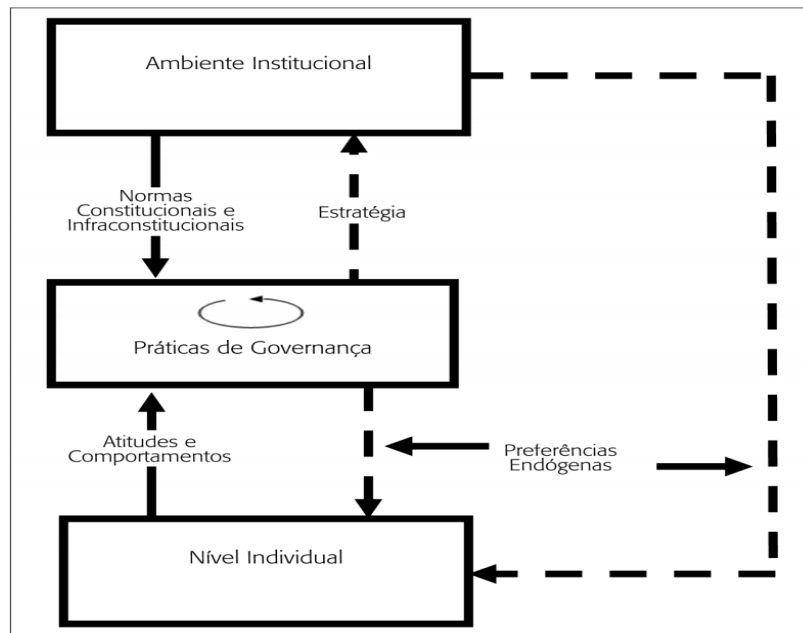 Ambiente Institucional
Normas
Constitucionais e
Infraconstitucionais
Estratégia
Práticas de Governança
Atitudes e
Comportamentos
Preferências
Endógenas
Nível Individual